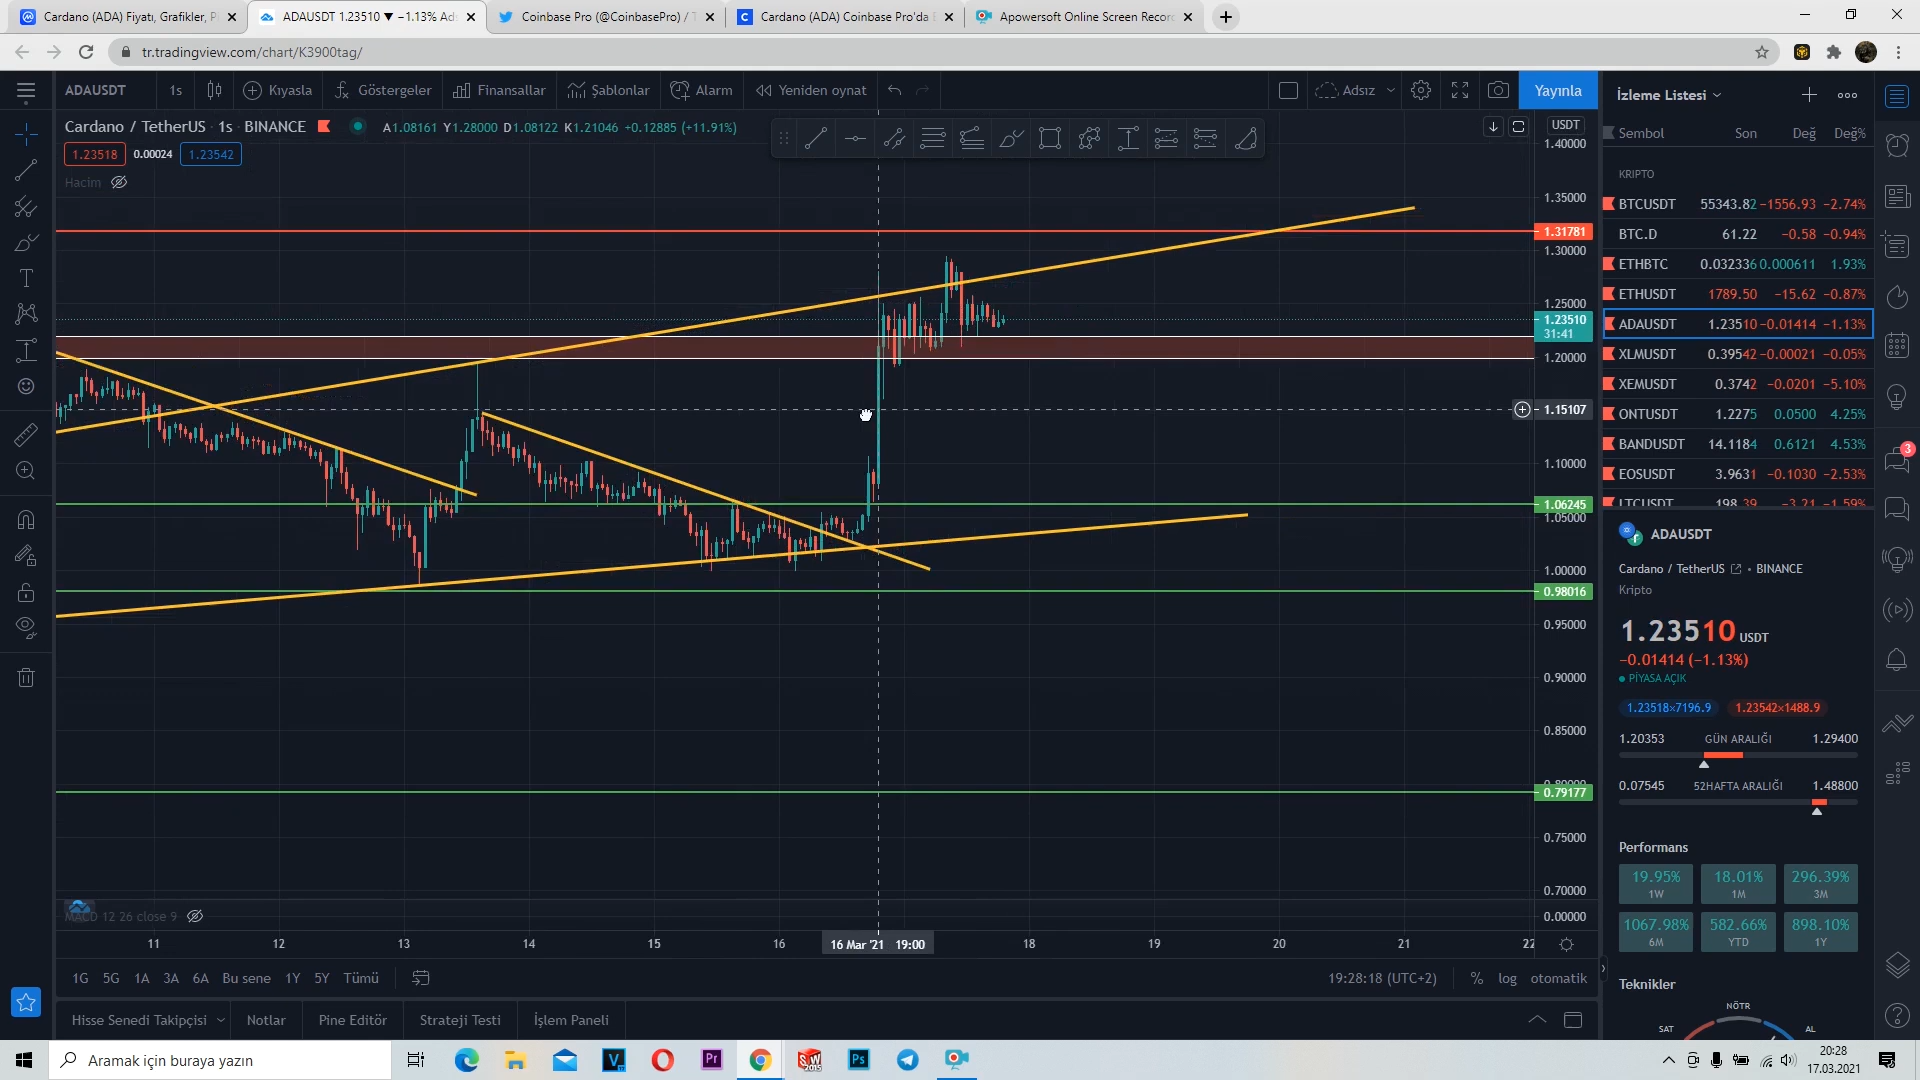 Cardano (ADA) Fiyatı, Grafikler, P
ADAUSDT 1.23510 ▼ −1.13% Ads
Coinbase Pro (@CoinbasePro) / T
Cardano (ADA) Coinbase Pro'da
Apowersoft Online Screen Record
tr.tradingview.com/chart/K3900tag/
ADAUSDT 1s Kıyasla Göstergeler Finansallar Şablonlar Alarm Yeniden oynat Adsız Yayınla
Cardano / TetherUS · 1s · BINANCE A1.08161 Y1.28000 D1.08122 K1.21046 +0.12885 (+11.91%)
1.23518 0.00024 1.23542
Hacim
USDT
1.40000
1.35000
1.31781
1.30000
1.25000
1.23510
31:41
1.20000
1.15107
1.10000
1.06245
1.05000
1.00000
0.98016
0.95000
0.90000
0.85000
0.80000
0.79177
0.75000
0.70000
0.00000
MACD 12 26 close 9
11 12 13 14 15 16 16 Mar '21 19:00 18 19 20 21 22
1G 5G 1A 3A 6A Bu sene 1Y 5Y Tümü 19:28:18 (UTC+2) % log otomatik
Hisse Senedi Takipçisi Notlar Pine Editör Strateji Testi İşlem Paneli
İzleme Listesi
Sembol Son Değ Değ%
KRIPTO
BTCUSDT 55343.82 −1556.93 −2.74%
BTC.D 61.22 −0.58 −0.94%
ETHBTC 0.032336 0.000611 1.93%
ETHUSDT 1789.50 −15.62 −0.87%
ADAUSDT 1.23510 −0.01414 −1.13%
XLMUSDT 0.39542 −0.00021 −0.05%
XEMUSDT 0.3742 −0.0201 −5.10%
ONTUSDT 1.2275 0.0500 4.25%
BANDUSDT 14.1184 0.6121 4.53%
EOSUSDT 3.9631 −0.1030 −2.53%
LTCUSDT 198.39 −3.21 −1.59%
3
ADAUSDT
Cardano / TetherUS • BINANCE
Kripto
1.23510 USDT
−0.01414 (−1.13%)
PİYASA AÇIK
1.23518×7196.9 1.23542×1488.9
1.20353 GÜN ARALIĞI 1.29400
0.07545 52HAFTA ARALIĞI 1.48800
Performans
19.95% 18.01% 296.39%
1W 1M 3M
1067.98% 582.66% 898.10%
6M YTD 1Y
Teknikler
NÖTR
SAT AL
Aramak için buraya yazın
20:28
17.03.2021